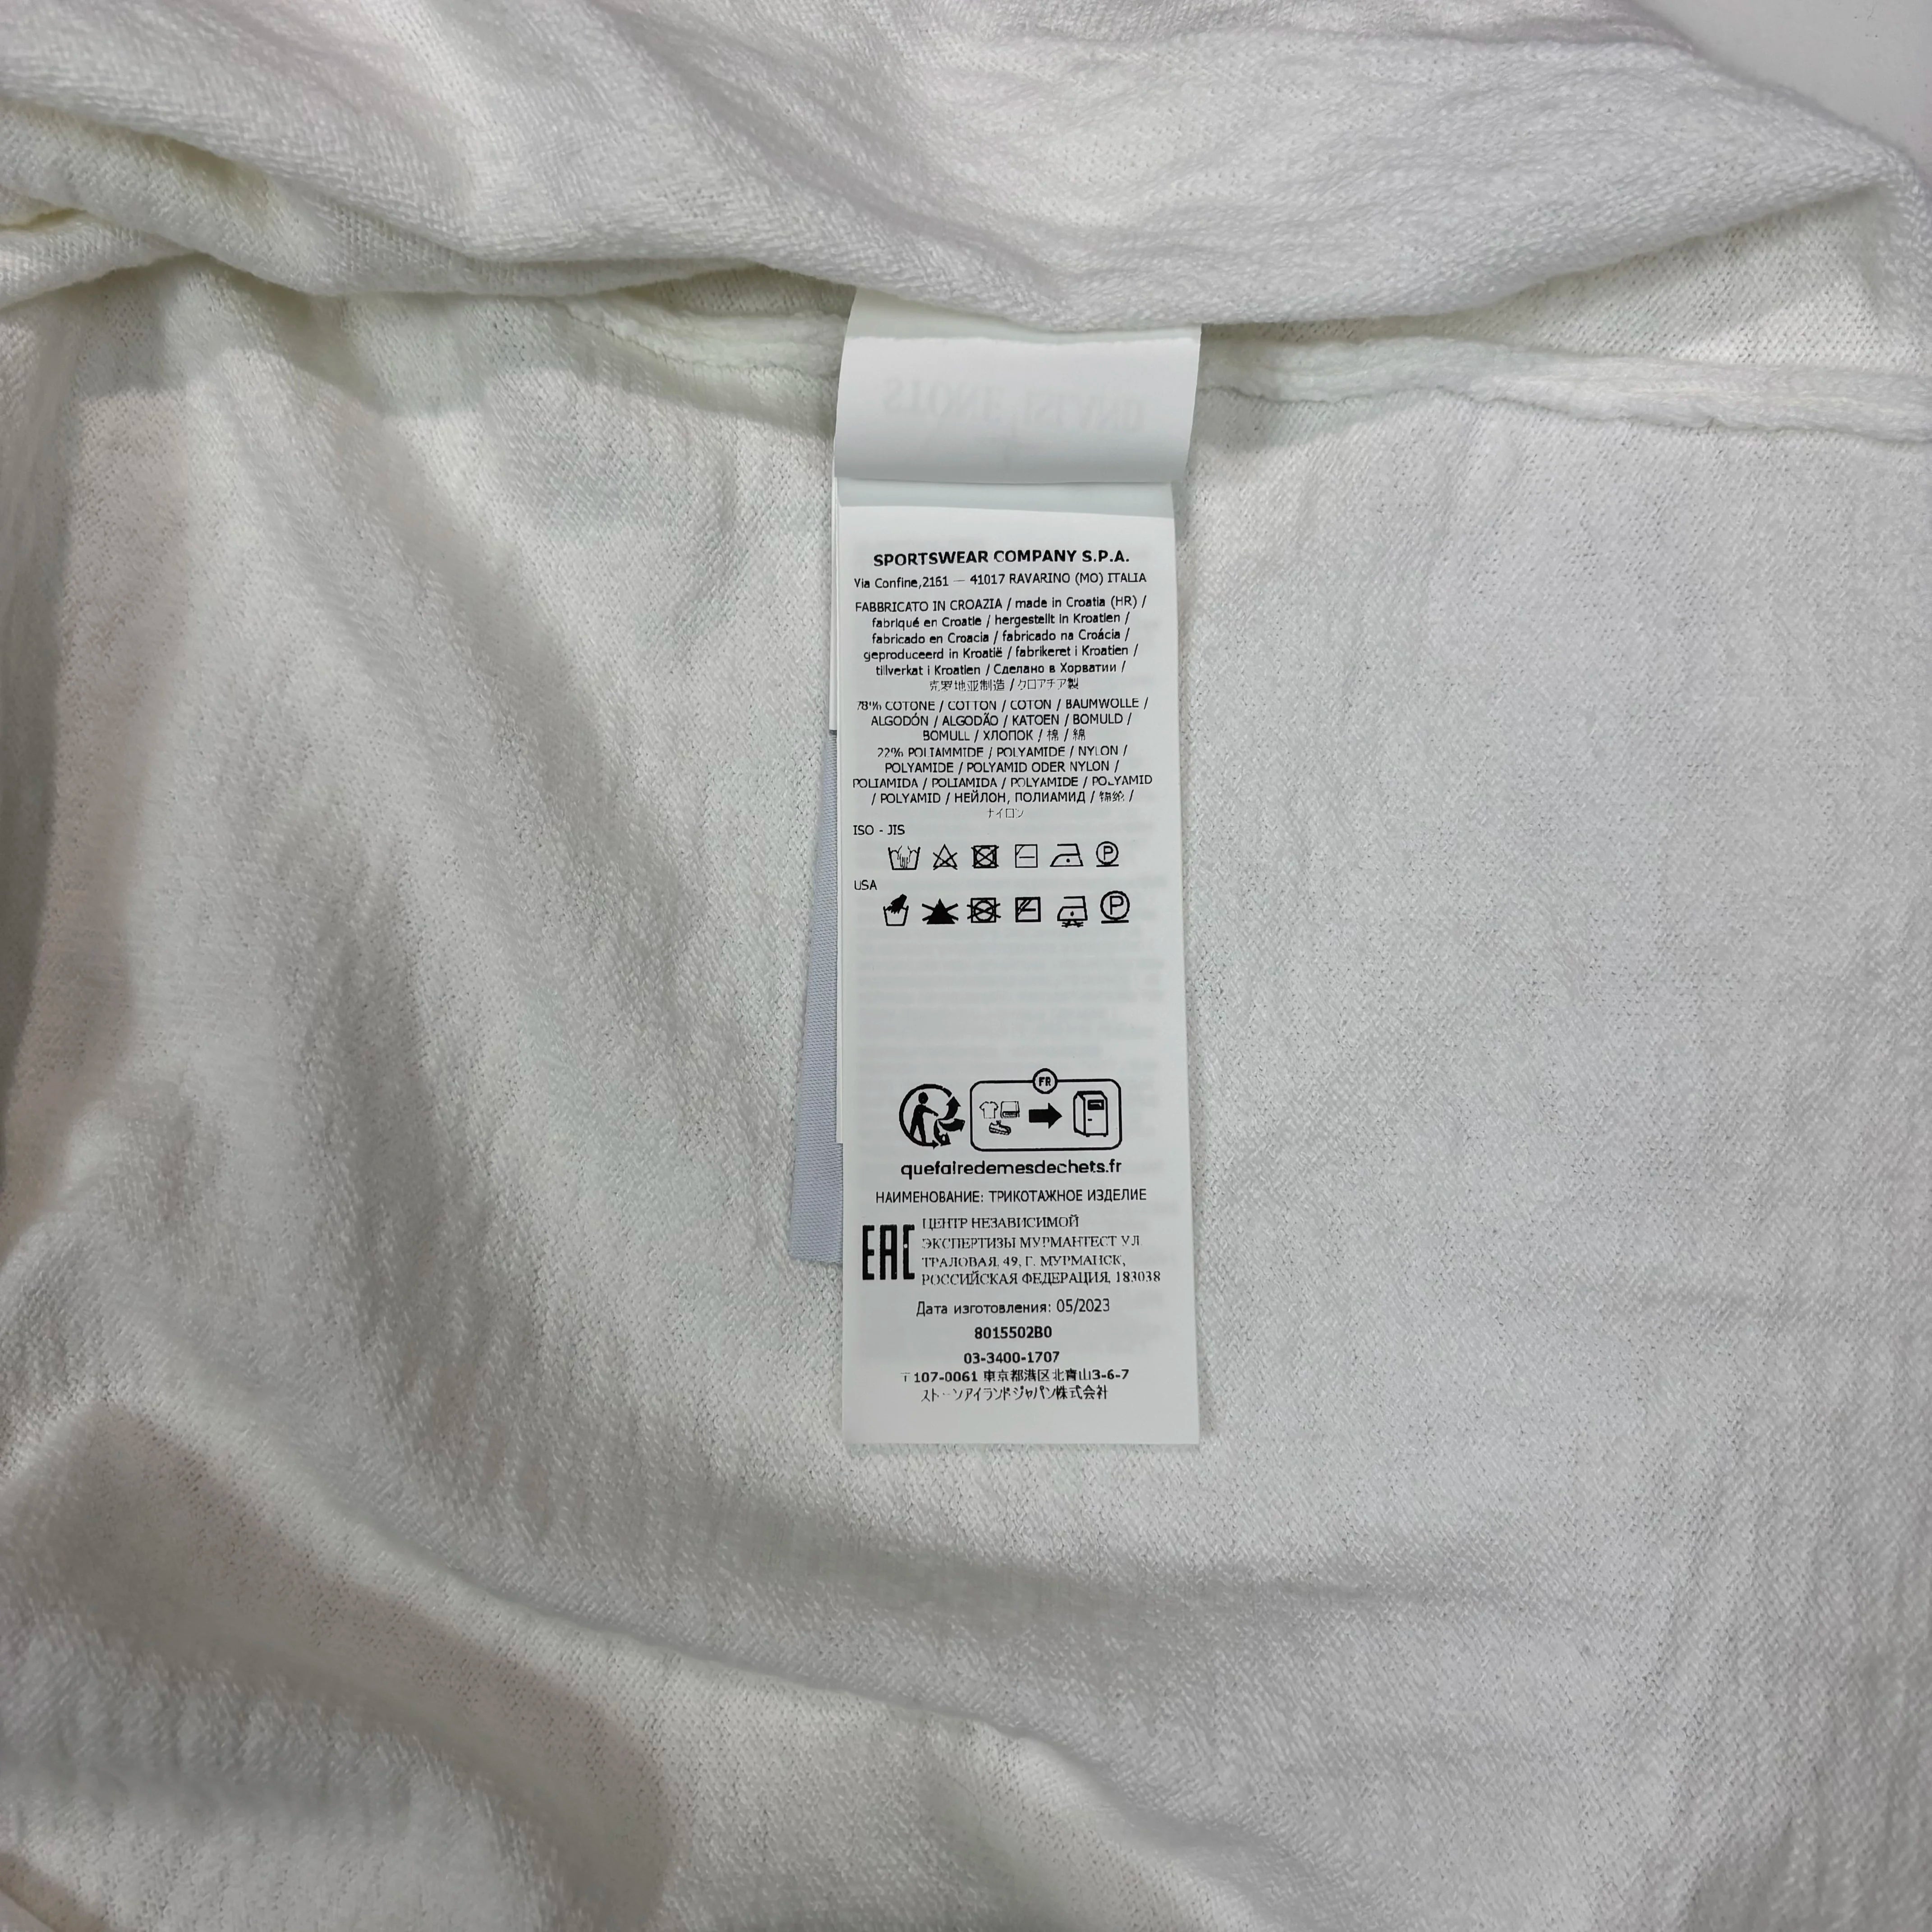 STONE ISLAND
SPORTSWEAR COMPANY S.P.A.
Via Confine,2161 — 41017 RAVARINO (MO) ITALIA
FABBRICATO IN CROAZIA / made in Croatia (HR) /
fabriqué en Croatie / hergestellt in Kroatien /
fabricado en Croacia / fabricado na Croácia /
geproduceerd in Kroatië / fabrikeret i Kroatien /
tillverkat i Kroatien / Сделано в Хорватии /
克罗地亚制造 / クロアチア製
78% COTONE / COTTON / COTON / BAUMWOLLE /
ALGODÓN / ALGODÃO / KATOEN / BOMULD /
BOMULL / ХЛОПОК / 棉 / 綿
22% POLIAMMIDE / POLYAMIDE / NYLON /
POLYAMIDE / POLYAMID ODER NYLON /
POLIAMIDA / POLIAMIDA / POLYAMIDE / POLYAMID
/ POLYAMID / НЕЙЛОН, ПОЛИАМИД / 锦纶 /
ナイロン
ISO - JIS
P
USA
P
FR
quefairedemesdechets.fr
НАИМЕНОВАНИЕ: ТРИКОТАЖНОЕ ИЗДЕЛИЕ
EAC
ЦЕНТР НЕЗАВИСИМОЙ
ЭКСПЕРТИЗЫ МУРМАНТЕСТ УЛ.
ТРАЛОВАЯ, 49, Г. МУРМАНСК,
РОССИЙСКАЯ ФЕДЕРАЦИЯ, 183038
Дата изготовления: 05/2023
8015502B0
03-3400-1707
〒107-0061 東京都港区北青山3-6-7
ストーンアイランドジャパン株式会社